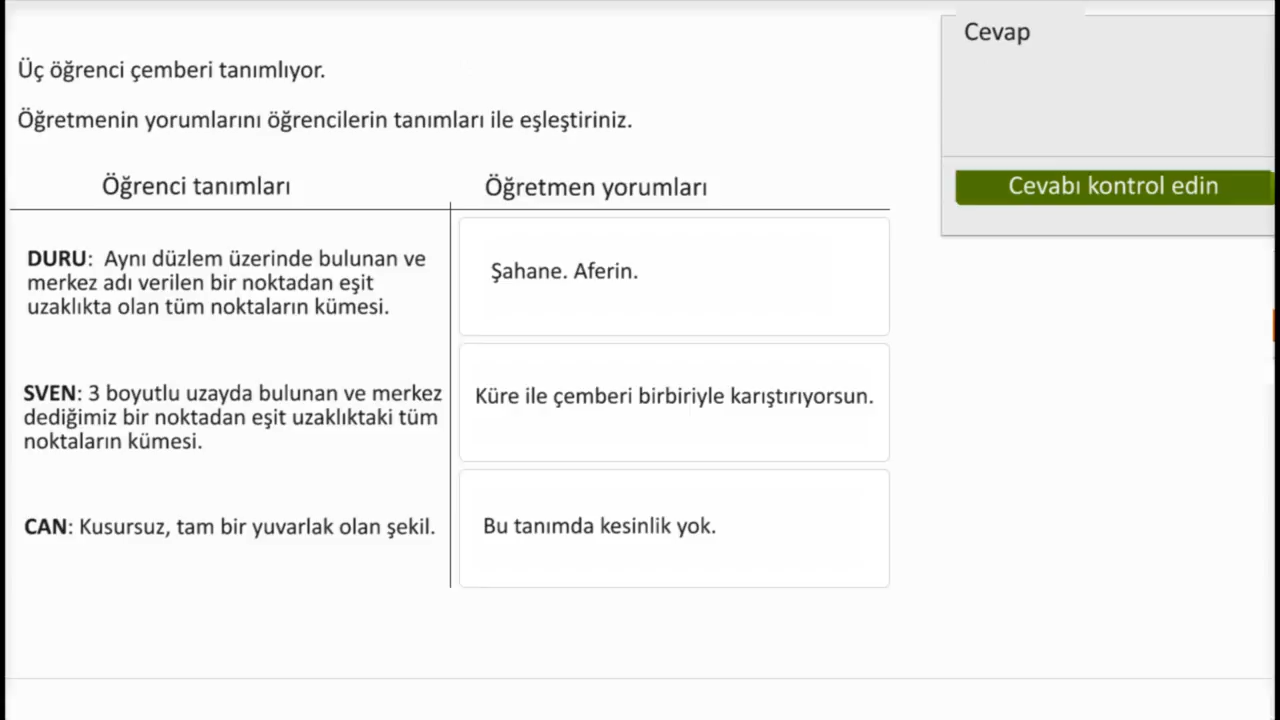 Cevap
Üç öğrenci çemberi tanımlıyor.
Öğretmenin yorumlarını öğrencilerin tanımları ile eşleştiriniz.
Cevabı kontrol edin
Öğrenci tanımları
Öğretmen yorumları
DURU: Aynı düzlem üzerinde bulunan ve
merkez adı verilen bir noktadan eşit
uzaklıkta olan tüm noktaların kümesi.
Şahane. Aferin.
SVEN: 3 boyutlu uzayda bulunan ve merkez
dediğimiz bir noktadan eşit uzaklıktaki tüm
noktaların kümesi.
Küre ile çemberi birbiriyle karıştırıyorsun.
CAN: Kusursuz, tam bir yuvarlak olan şekil.
Bu tanımda kesinlik yok.